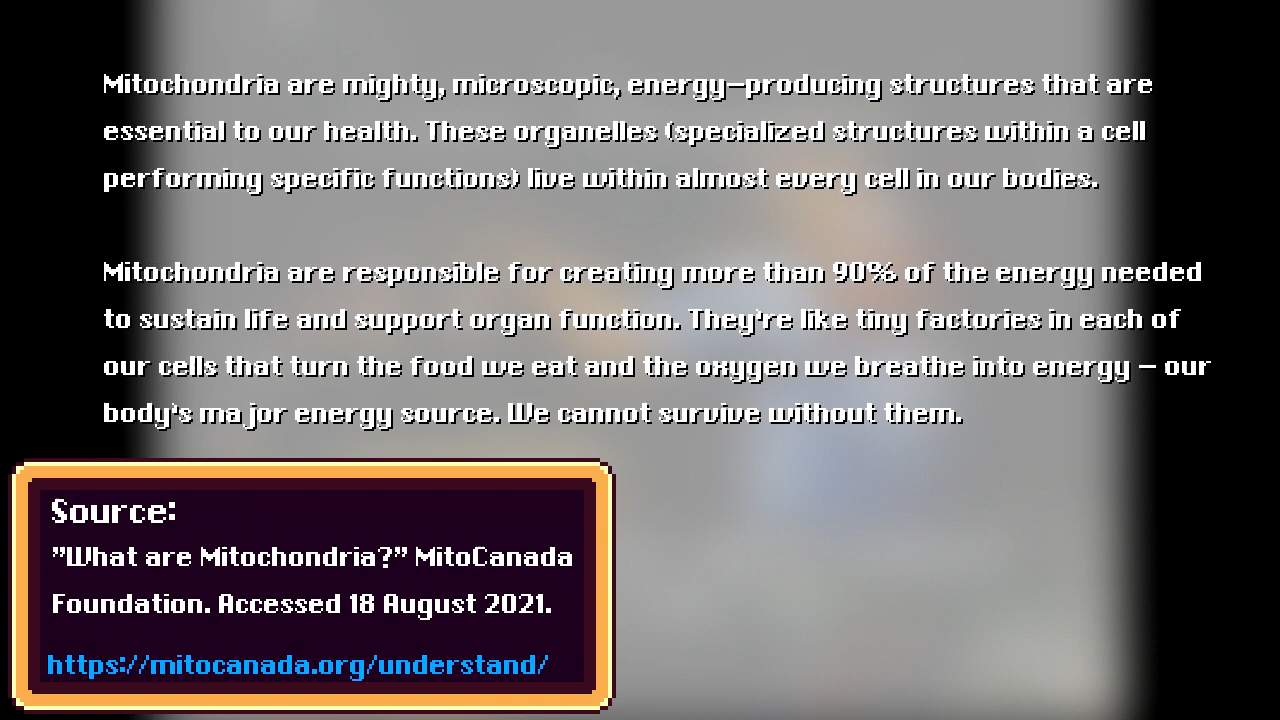 Mitochondria are mighty, microscopic, energy–producing structures that are
essential to our health. These organelles (specialized structures within a cell
performing specific functions) live within almost every cell in our bodies.
Mitochondria are responsible for creating more than 90% of the energy needed
to sustain life and support organ function. They're like tiny factories in each of
our cells that turn the food we eat and the oxygen we breathe into energy – our
body's major energy source. We cannot survive without them.
Source:
”What are Mitochondria?” MitoCanada
Foundation. Accessed 18 August 2021.
https://mitocanada.org/understand/